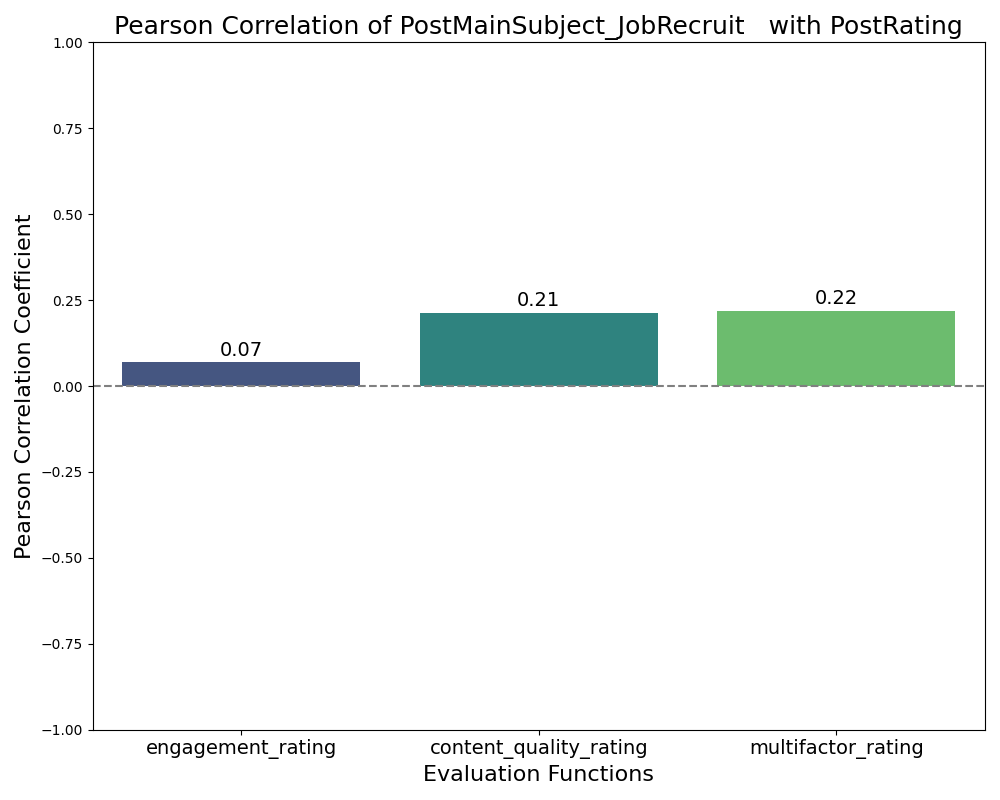 Pearson Correlation of PostMainSubject_JobRecruit   with PostRating
1.00
0.75
0.50
0.25
0.00
−0.25
−0.50
−0.75
−1.00
Pearson Correlation Coefficient
0.07
0.21
0.22
engagement_rating
content_quality_rating
multifactor_rating
Evaluation Functions